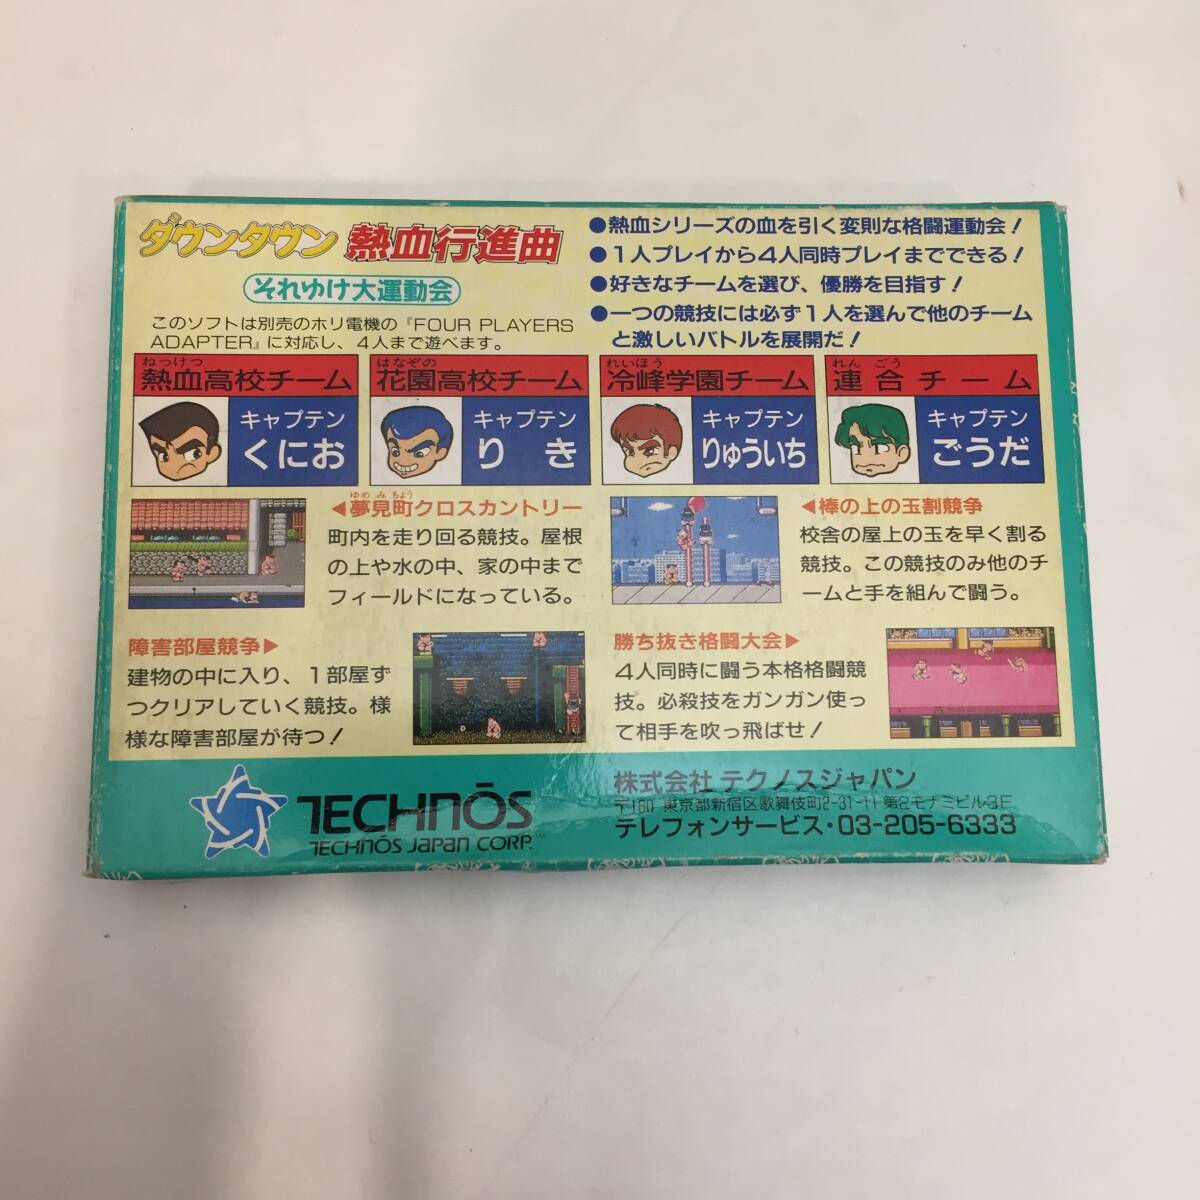 ダウンタウン 熱血行進曲
それゆけ大運動会
このソフトは別売のホリ電機の『FOUR PLAYERS
ADAPTER』に対応し、4人まで遊べます。
●熱血シリーズの血を引く変則な格闘運動会！
●1人プレイから4人同時プレイまでできる！
●好きなチームを選び、優勝を目指す！
●一つの競技には必ず1人を選んで他のチーム
と激しいバトルを展開だ！
ねっけつ
熱血高校チーム
キャプテン
くにお
はなぞの
花園高校チーム
キャプテン
りき
れいほう
冷峰学園チーム
キャプテン
りゅういち
れんごう
連合チーム
キャプテン
ごうだ
ゆめみちょう
◀夢見町クロスカントリー
町内を走り回る競技。屋根
の上や水の中、家の中まで
フィールドになっている。
◀棒の上の玉割競争
校舎の屋上の玉を早く割る
競技。この競技のみ他のチ
ームと手を組んで闘う。
障害部屋競争▶
建物の中に入り、1部屋ず
つクリアしていく競技。様
様な障害部屋が待つ！
勝ち抜き格闘大会▶
4人同時に闘う本格格闘競
技。必殺技をガンガン使っ
て相手を吹っ飛ばせ！
TECHNŌS
TECHNŌS JAPAN CORP.™
株式会社 テクノスジャパン
〒160 東京都新宿区歌舞伎町2-31-11 第2モナミビル3F
テレフォンサービス・03-205-6333